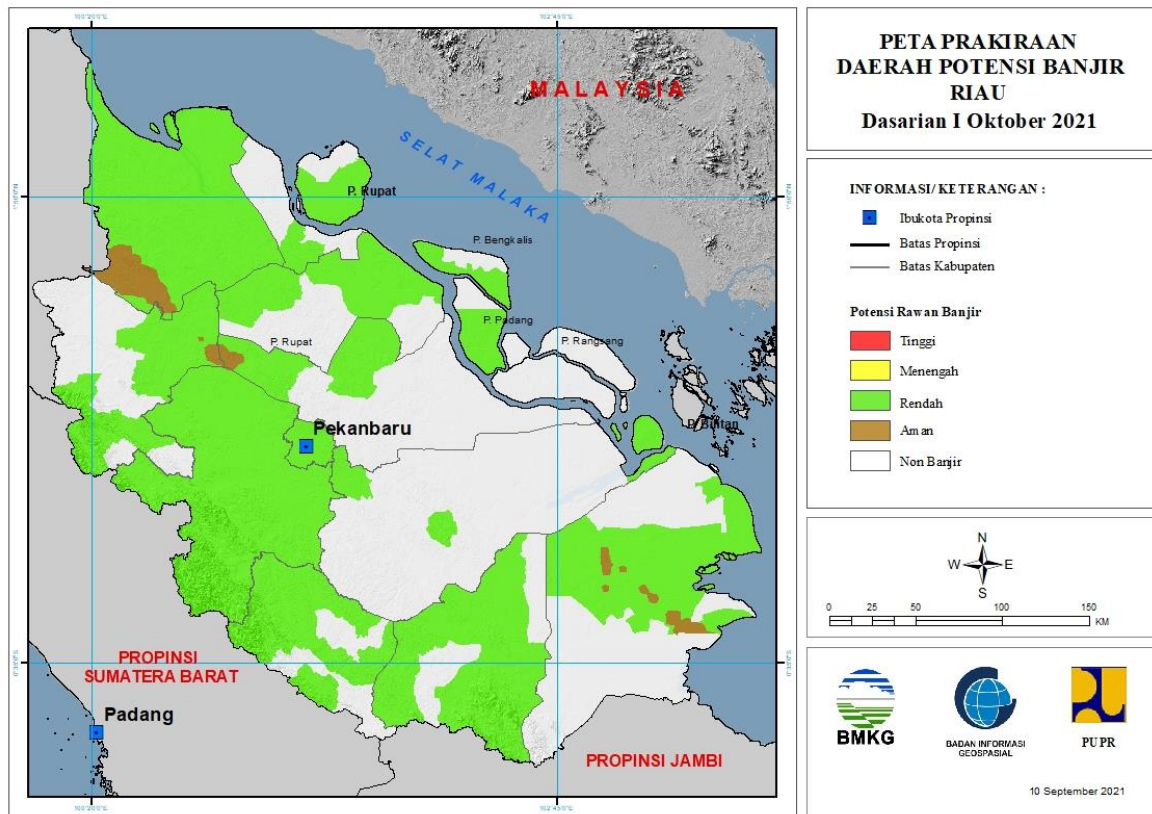 PETA PRAKIRAAN
DAERAH POTENSI BANJIR
RIAU
Dasarian I Oktober 2021
INFORMASI/ KETERANGAN :
Ibukota Propinsi
Batas Propinsi
Batas Kabupaten
Potensi Rawan Banjir
Tinggi
Menengah
Rendah
Aman
Non Banjir
N
W E
S
0 25 50 100 150
KM
BMKG
BADAN INFORMASI
GEOSPASIAL
PUPR
10 September 2021
MALAYSIA
SELAT MALAKA
P. Rupat
P. Bengkalis
P. Padang
P. Rangsang
P. Rupat
P. Bintan
Pekanbaru
PROPINSI
SUMATERA BARAT
Padang
PROPINSI JAMBI